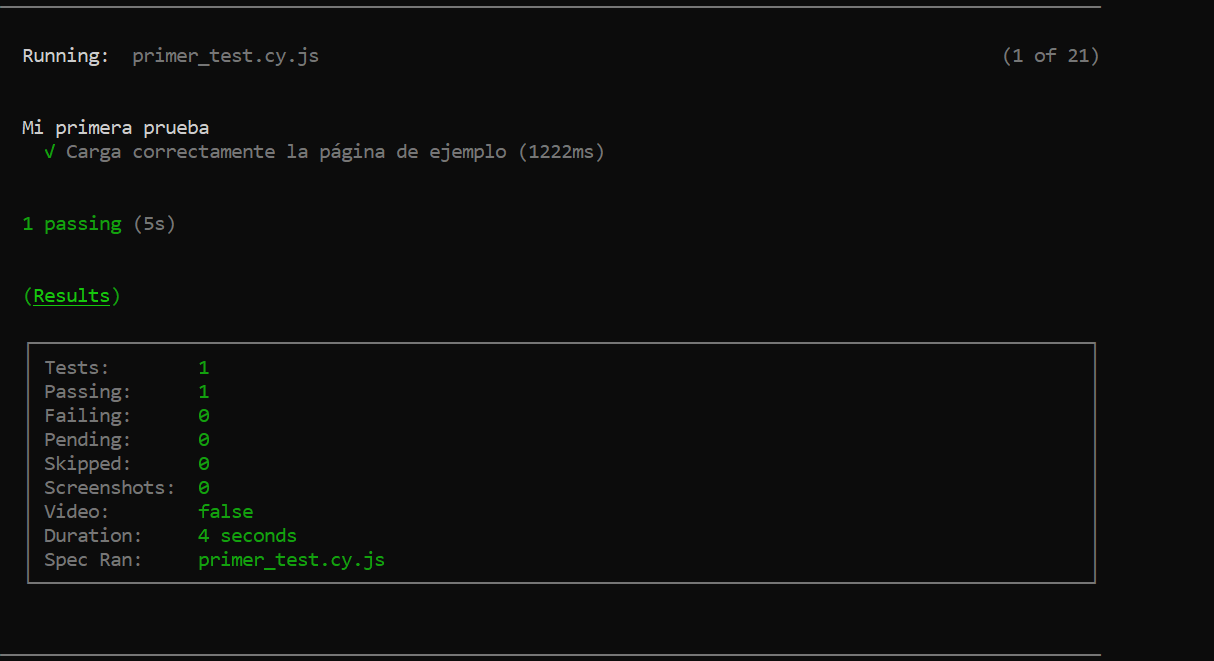 Running:  primer_test.cy.js (1 of 21)
Mi primera prueba
√ Carga correctamente la página de ejemplo (1222ms)
1 passing (5s)
(Results)
Tests: 1
Passing: 1
Failing: 0
Pending: 0
Skipped: 0
Screenshots: 0
Video: false
Duration: 4 seconds
Spec Ran: primer_test.cy.js